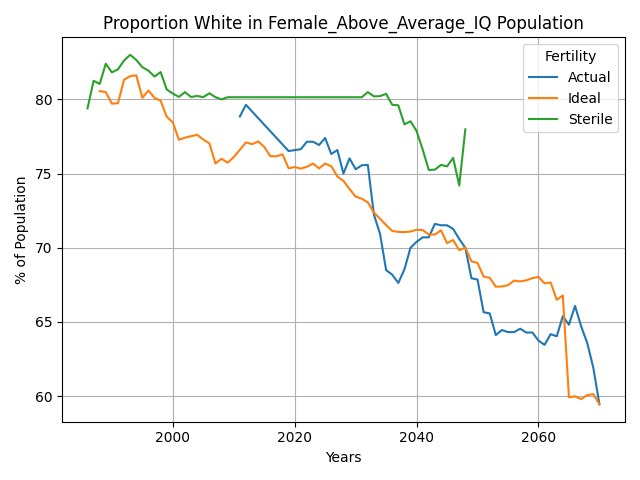 Proportion White in Female_Above_Average_IQ Population
Fertility
Actual
Ideal
Sterile
% of Population
80
75
70
65
60
2000
2020
2040
2060
Years